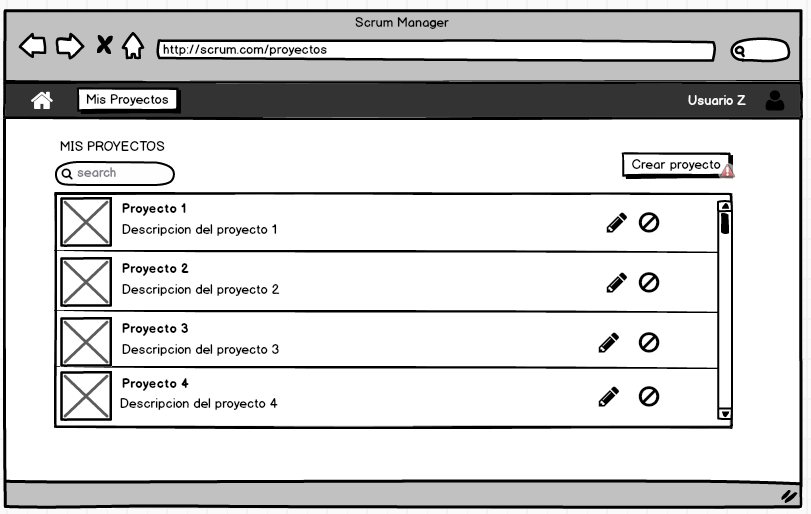 Scrum Manager
http://scrum.com/proyectos
Mis Proyectos
Usuario Z
MIS PROYECTOS
search
Crear proyecto
Proyecto 1
Descripcion del proyecto 1
Proyecto 2
Descripcion del proyecto 2
Proyecto 3
Descripcion del proyecto 3
Proyecto 4
Descripcion del proyecto 4